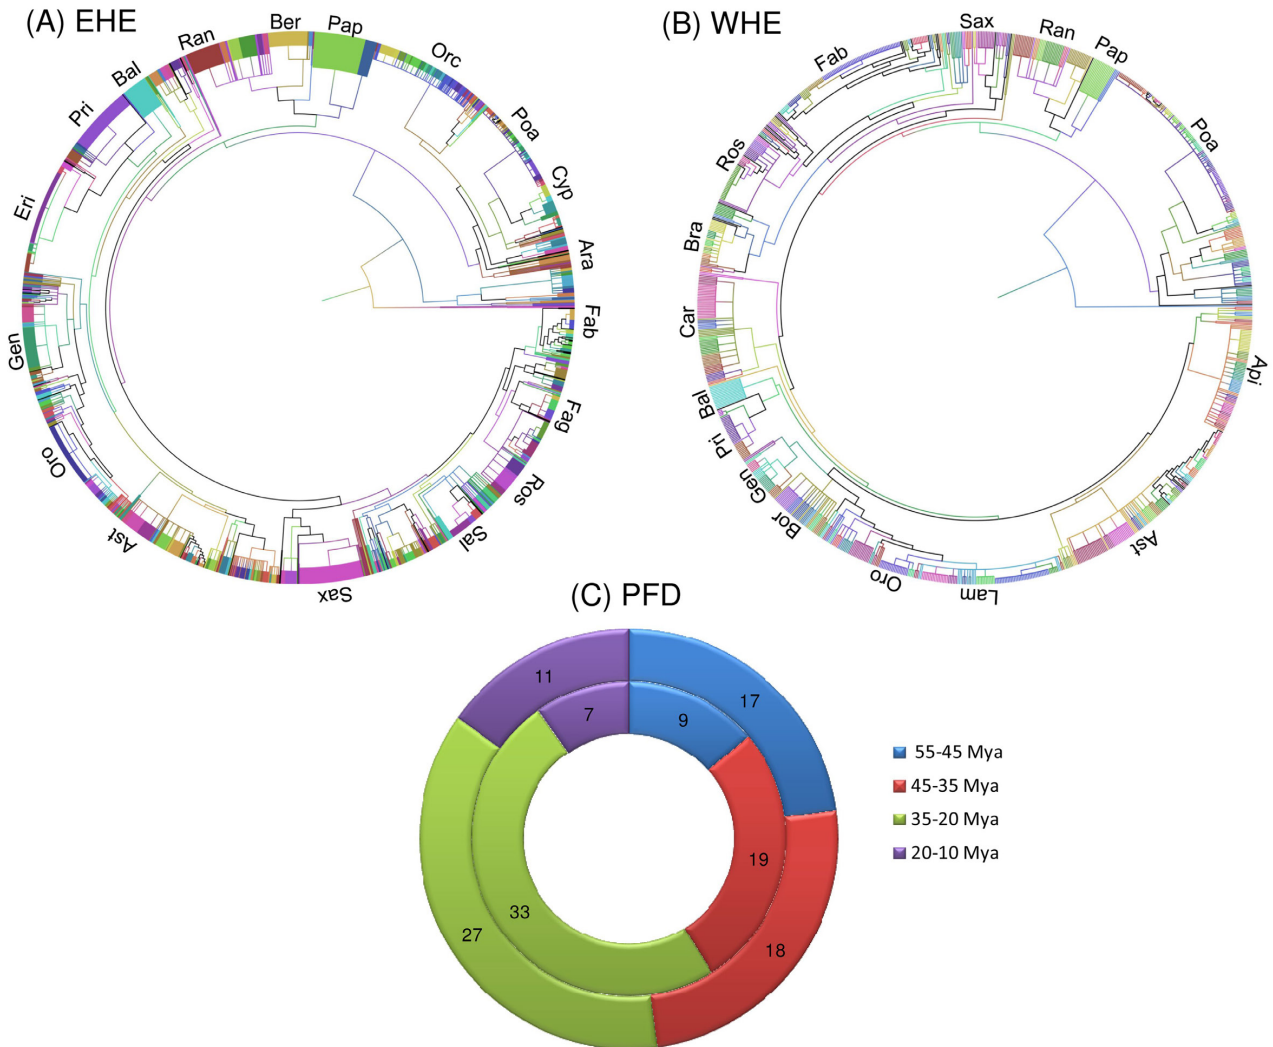 (A) EHE
(B) WHE
Ran
Ber
Pap
Orc
Bal
Pri
Poa
Eri
Cyp
Ara
Gen
Fab
Fag
Oro
Ros
Ast
Sal
Sax
Sax
Fab
Ran
Pap
Ros
Poa
Bra
Car
Api
Bal
Pri
Gen
Bor
Ast
Oro
Lam
(C) PFD
11
17
7
9
19
33
27
18
55-45 Mya
45-35 Mya
35-20 Mya
20-10 Mya